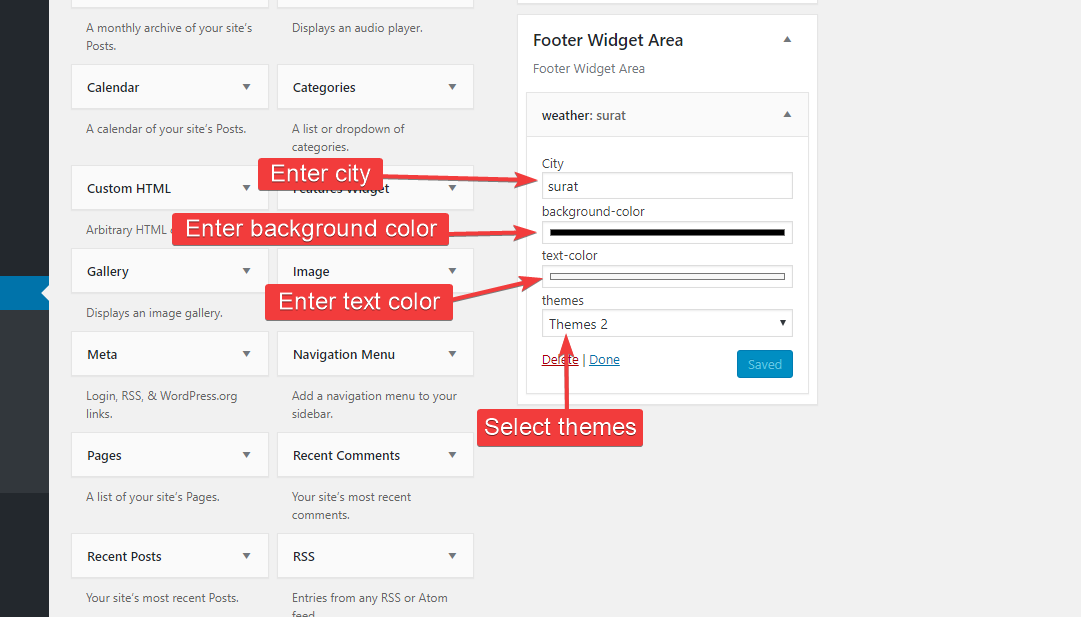 A monthly archive of your site's
Posts.
Displays an audio player.
Calendar
Categories
A calendar of your site's Posts.
A list or dropdown of
categories.
Custom HTML
Features Widget
Arbitrary HTML
Gallery
Image
Displays an image gallery.
Meta
Navigation Menu
Login, RSS, & WordPress.org
links.
Add a navigation menu to your
sidebar.
Pages
Recent Comments
A list of your site's Pages.
Your site's most recent
comments.
Recent Posts
RSS
Your site's most recent Posts.
Entries from any RSS or Atom
feed.
Footer Widget Area
Footer Widget Area
weather: surat
City
surat
background-color
text-color
themes
Themes 2
Delete | Done
Saved
Enter city
Enter background color
Enter text color
Select themes